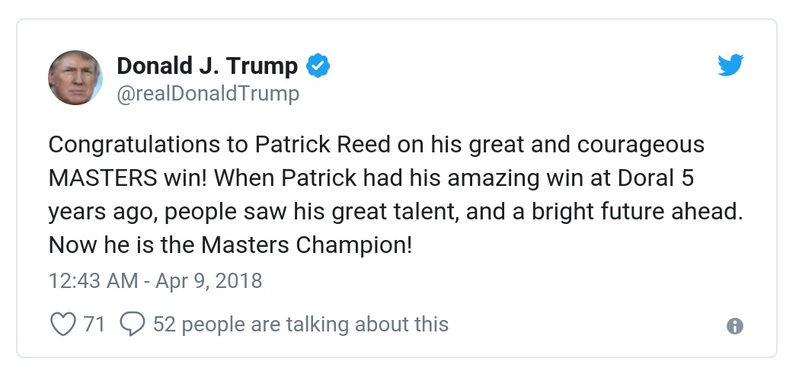 Donald J. Trump
@realDonaldTrump
Congratulations to Patrick Reed on his great and courageous
MASTERS win! When Patrick had his amazing win at Doral 5
years ago, people saw his great talent, and a bright future ahead.
Now he is the Masters Champion!
12:43 AM - Apr 9, 2018
71 52 people are talking about this